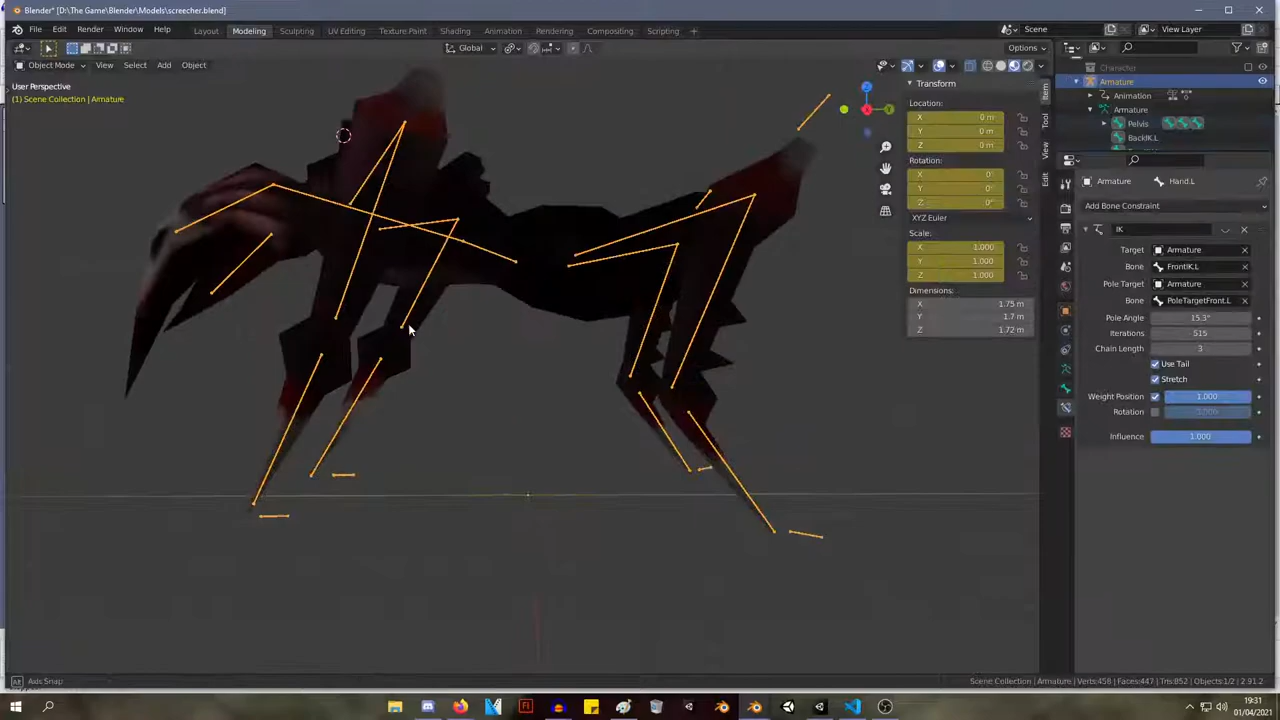 Blender* [D:\The Game\Blender\Models\screecher.blend]
File Edit Render Window Help Layout Modeling Sculpting UV Editing Texture Paint Shading Animation Rendering Compositing Scripting + Scene View Layer
Global Options
Object Mode View Select Add Object
User Perspective
(1) Scene Collection | Armature
Transform
Location:
X 0 m
Y 0 m
Z 0 m
Rotation:
X 0°
Y 0°
Z 0°
XYZ Euler
Scale:
X 1.000
Y 1.000
Z 1.000
Dimensions:
X 1.75 m
Y 1.7 m
Z 1.72 m
Item
Tool
View
Edit
Character
Armature
Animation
Armature
Pelvis
BackIK.L
Armature Hand.L
Add Bone Constraint
IK
Target Armature
Bone FrontIK.L
Pole Target Armature
Bone PoleTargetFront.L
Pole Angle 15.3°
Iterations 515
Chain Length 3
Use Tail
Stretch
Weight Position 1.000
Rotation 1.000
Influence 1.000
Axis Snap
Scene Collection | Armature | Verts:458 | Faces:447 | Tris:852 | Objects:1/2 | 2.91.2
19:31
01/04/2021